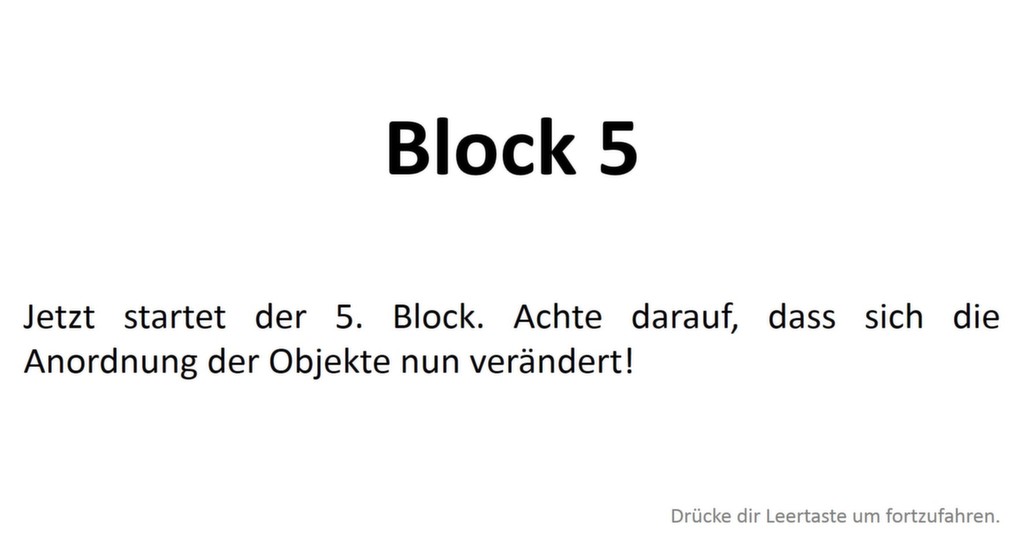 Block 5
Jetzt startet der 5. Block. Achte darauf, dass sich die
Anordnung der Objekte nun verändert!
Drücke dir Leertaste um fortzufahren.